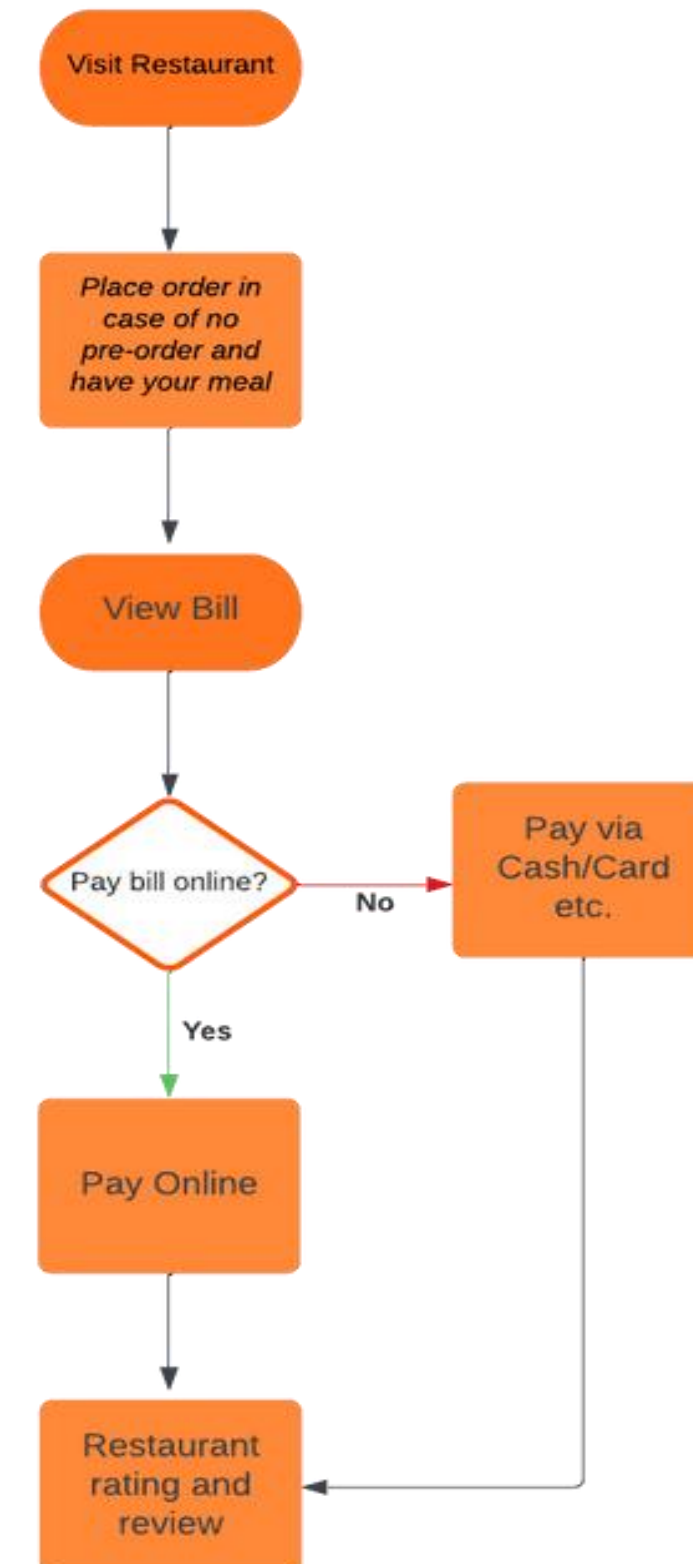 Visit Restaurant
Place order in
case of no
pre-order and
have your meal
View Bill
Pay bill online?
No
Pay via
Cash/Card
etc.
Yes
Pay Online
Restaurant
rating and
review